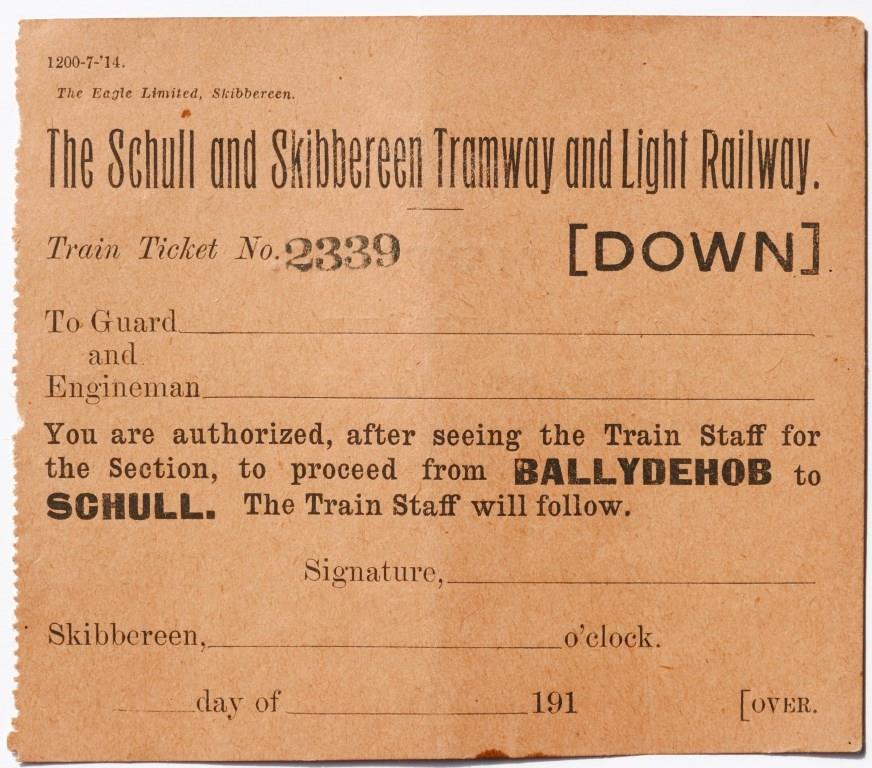 1200-7-'14.
The Eagle Limited, Skibbereen.
The Schull and Skibbereen Tramway and Light Railway.
Train Ticket No. 2339 [DOWN]
To Guard
and
Engineman
You are authorized, after seeing the Train Staff for
the Section, to proceed from BALLYDEHOB to
SCHULL. The Train Staff will follow.
Signature,
Skibbereen, o'clock.
day of 191 [OVER.